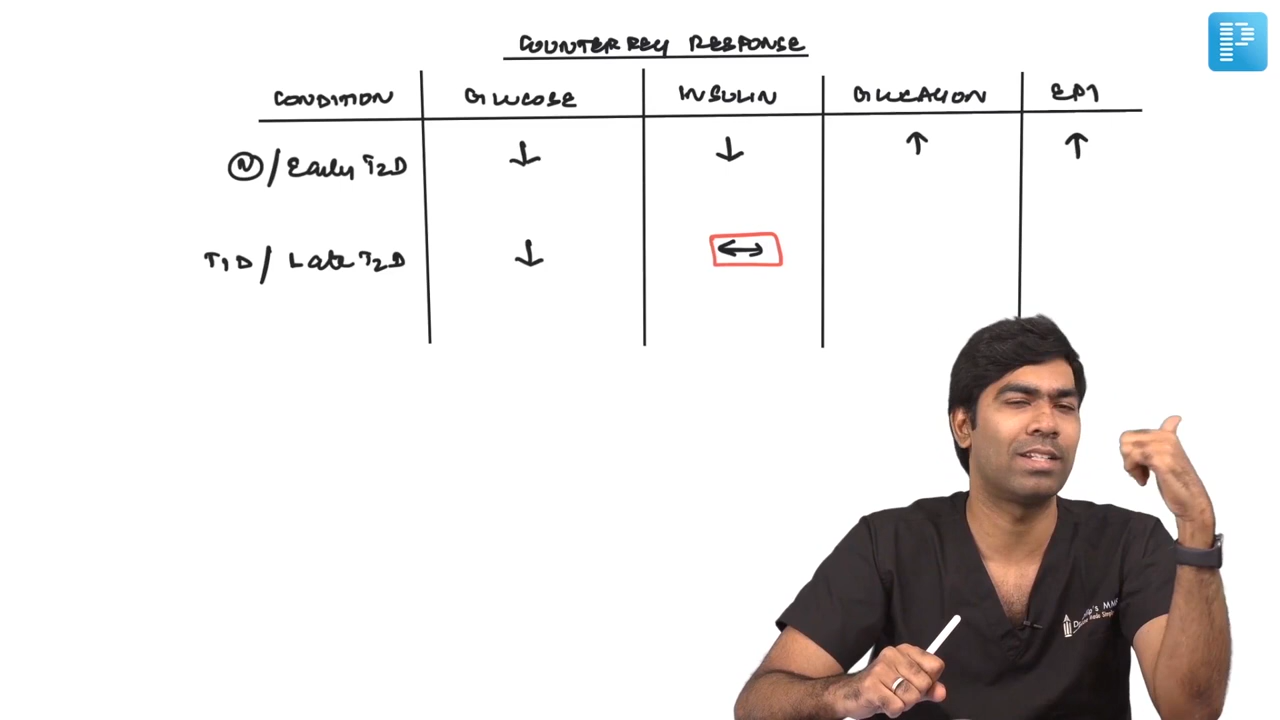 COUNTER REG RESPONSE
CONDITION GLUCOSE INSULIN GLUCAGON EPI
N / Early T2D ↓ ↓ ↑ ↑
T1D / Late T2D ↓ ↔